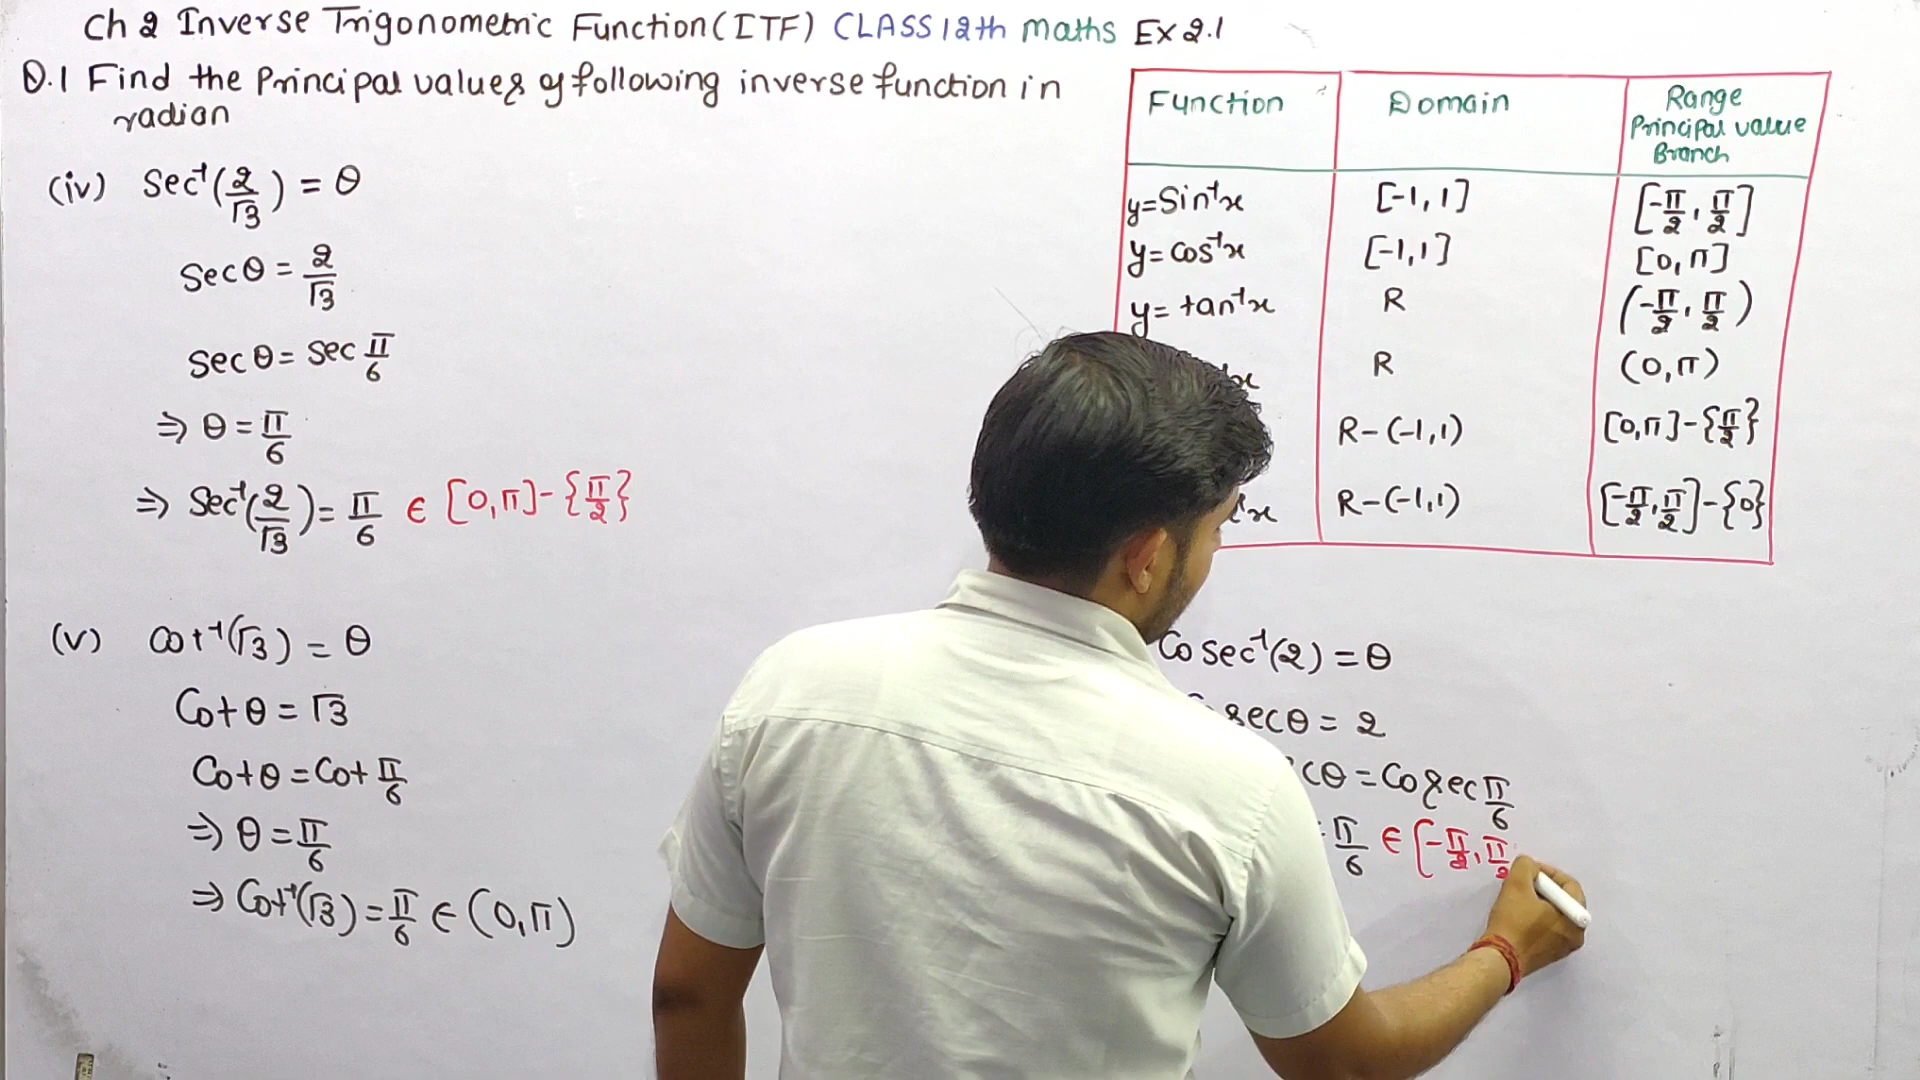 Ch 2 Inverse Trigonometric Function (ITF) CLASS 12th maths Ex 2.1
Q.1 Find the Principal values of following inverse function in
radian
(iv) Sec⁻¹(2/√3) = θ
Secθ = 2/√3
Secθ = Sec π/6
⇒ θ = π/6
⇒ Sec⁻¹(2/√3) = π/6 ∈ [0,π]-{π/2}
(v) Cot⁻¹(√3) = θ
Cotθ = √3
Cotθ = Cot π/6
⇒ θ = π/6
⇒ Cot⁻¹(√3) = π/6 ∈ (0,π)
Function Domain Range
Principal value
Branch
y=Sin⁻¹x [-1,1] [-π/2, π/2]
y=Cos⁻¹x [-1,1] [0,π]
y=tan⁻¹x R (-π/2, π/2)
x R (0,π)
R-(-1,1) [0,π]-{π/2}
x R-(-1,1) [-π/2, π/2]-{0}
Cosec⁻¹(2) = θ
secθ = 2
cθ = Cosec π/6
π/6 ∈ [-π/2, π/2